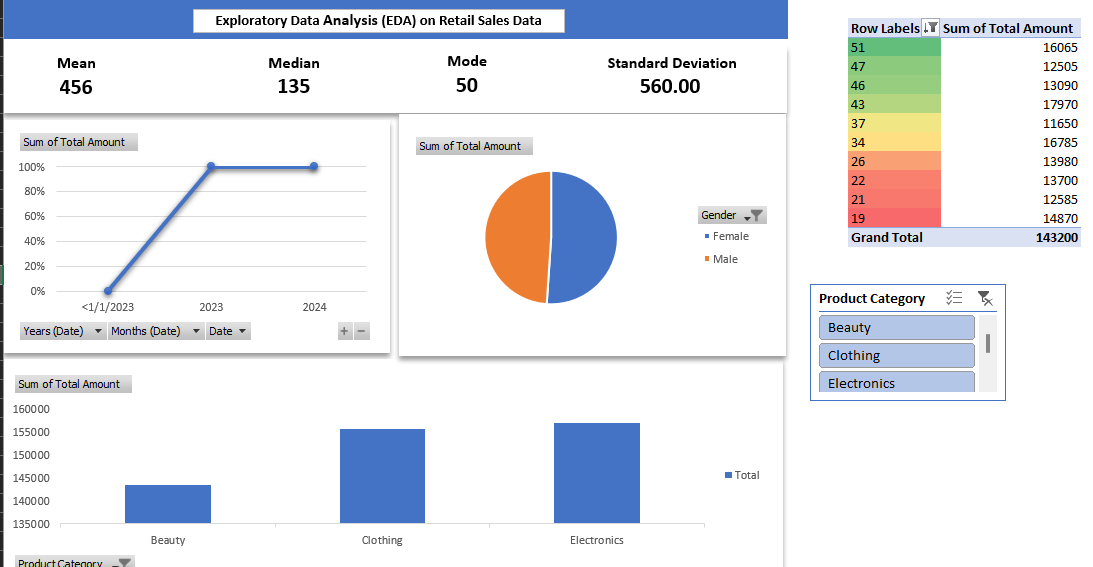 Exploratory Data Analysis (EDA) on Retail Sales Data
Mean
456
Median
135
Mode
50
Standard Deviation
560.00
Sum of Total Amount
100%
80%
60%
40%
20%
0%
<1/1/2023 2023 2024
Years (Date) Months (Date) Date + −
Sum of Total Amount
Gender
Female
Male
Sum of Total Amount
160000
155000
150000
145000
140000
135000
Beauty Clothing Electronics
Total
Product Category
Row Labels Sum of Total Amount
51 16065
47 12505
46 13090
43 17970
37 11650
34 16785
26 13980
22 13700
21 12585
19 14870
Grand Total 143200
Product Category
Beauty
Clothing
Electronics